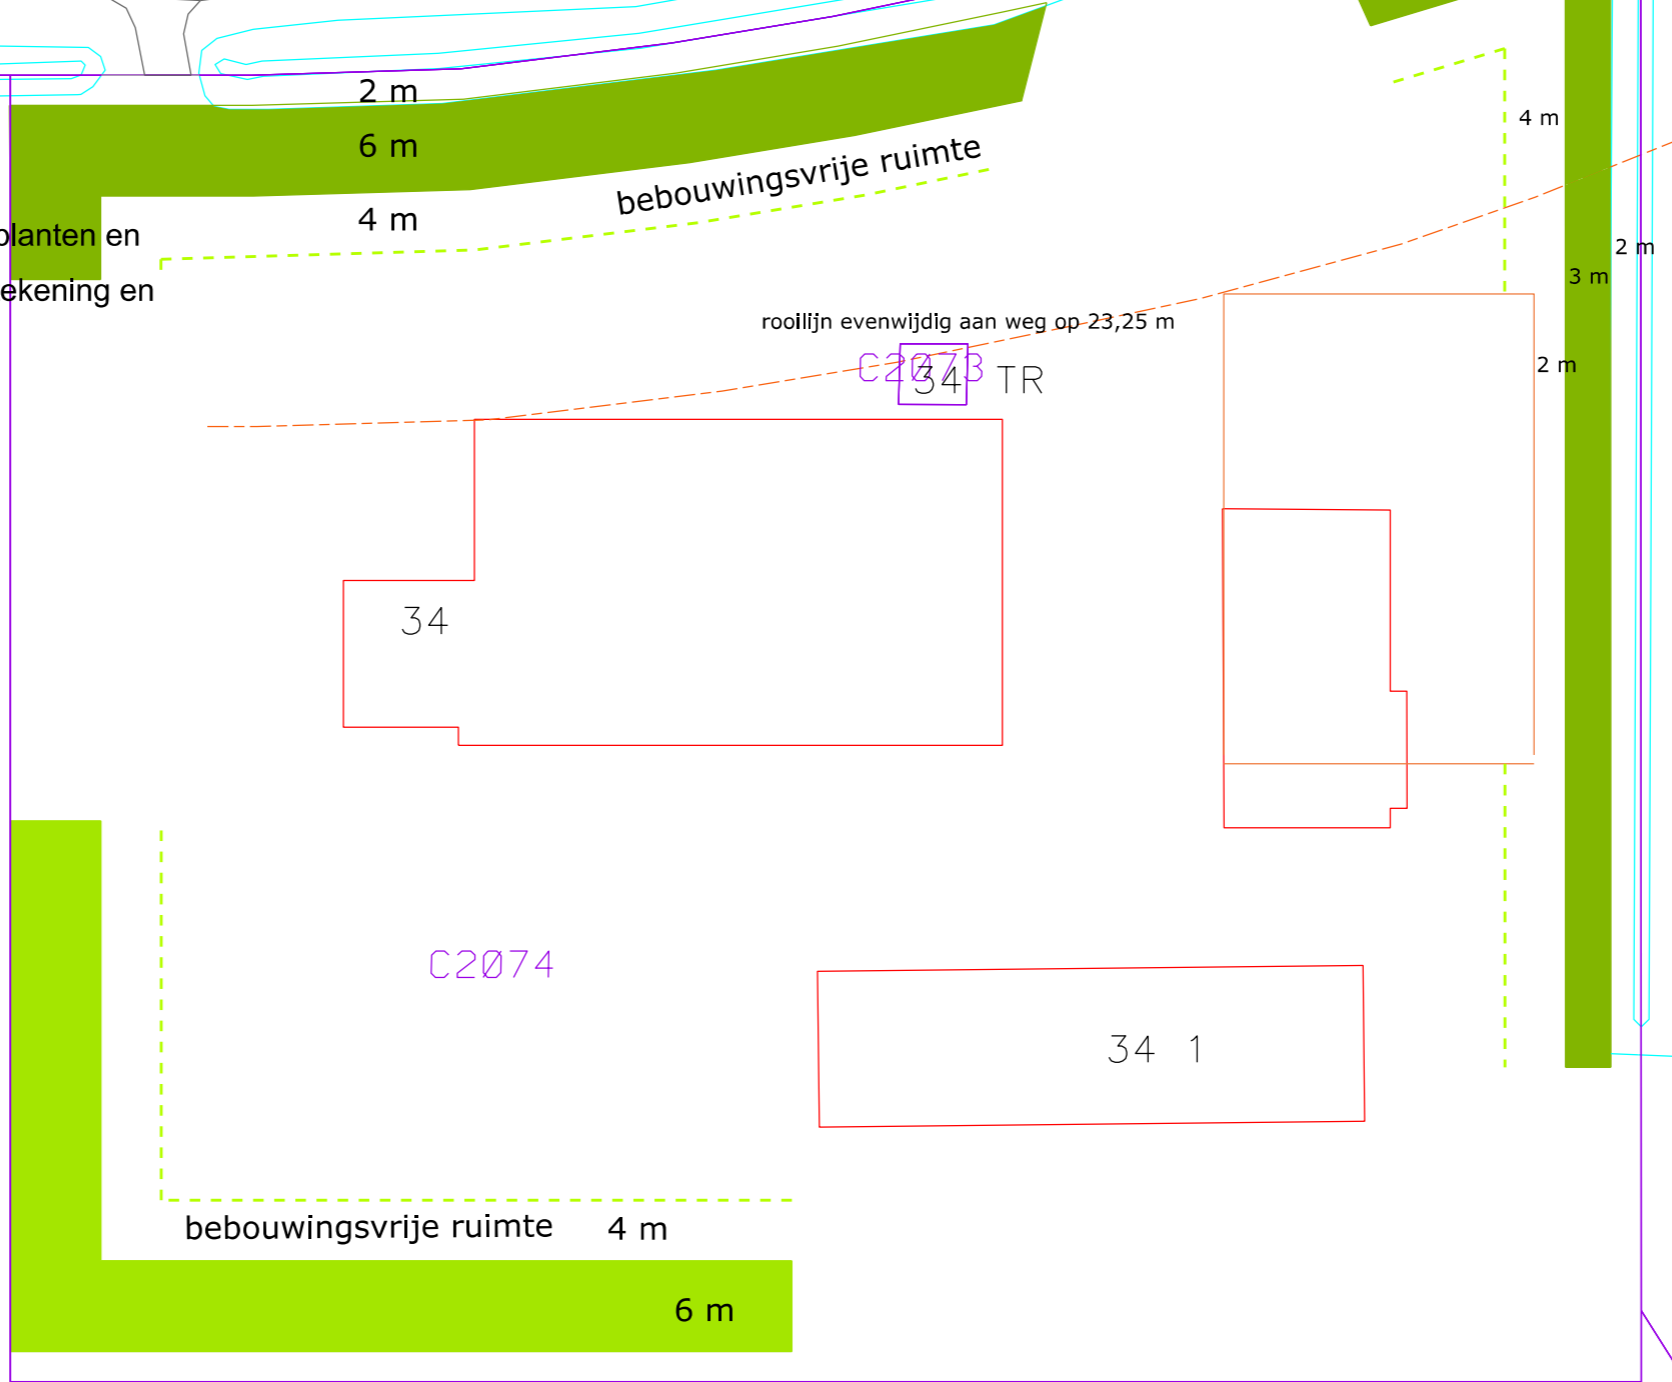 2 m
4 m
6 m
bebouwingsvrije ruimte
4 m
planten en
2 m
3 m
ekening en
rooilijn evenwijdig aan weg op 23,25 m
C2073
34 TR
2 m
34
C2074
34 1
bebouwingsvrije ruimte 4 m
6 m